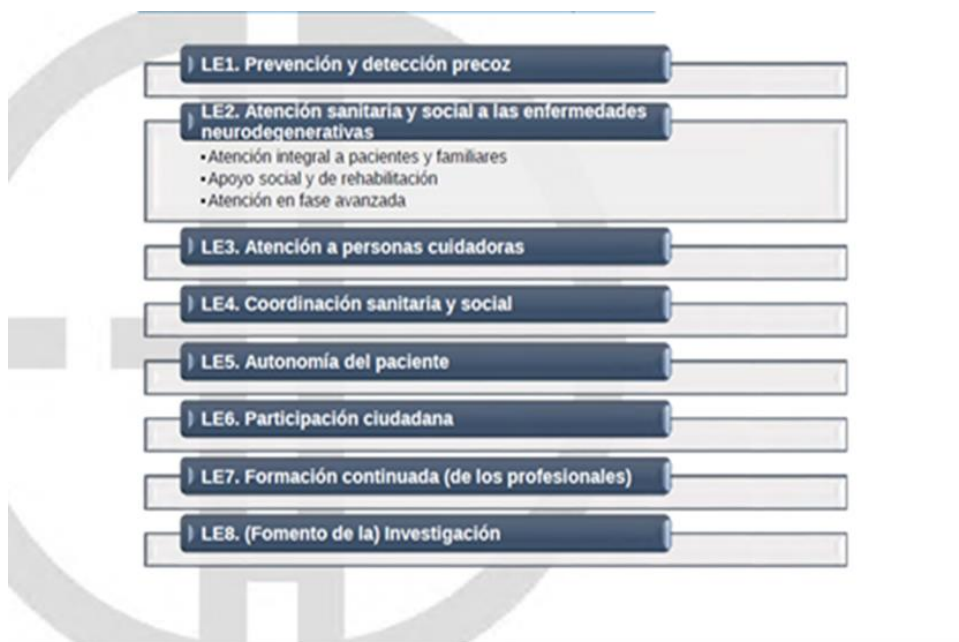 LE1. Prevención y detección precoz
LE2. Atención sanitaria y social a las enfermedades
neurodegenerativas
▪Atención integral a pacientes y familiares
▪Apoyo social y de rehabilitación
▪Atención en fase avanzada
LE3. Atención a personas cuidadoras
LE4. Coordinación sanitaria y social
LE5. Autonomía del paciente
LE6. Participación ciudadana
LE7. Formación continuada (de los profesionales)
LE8. (Fomento de la) Investigación